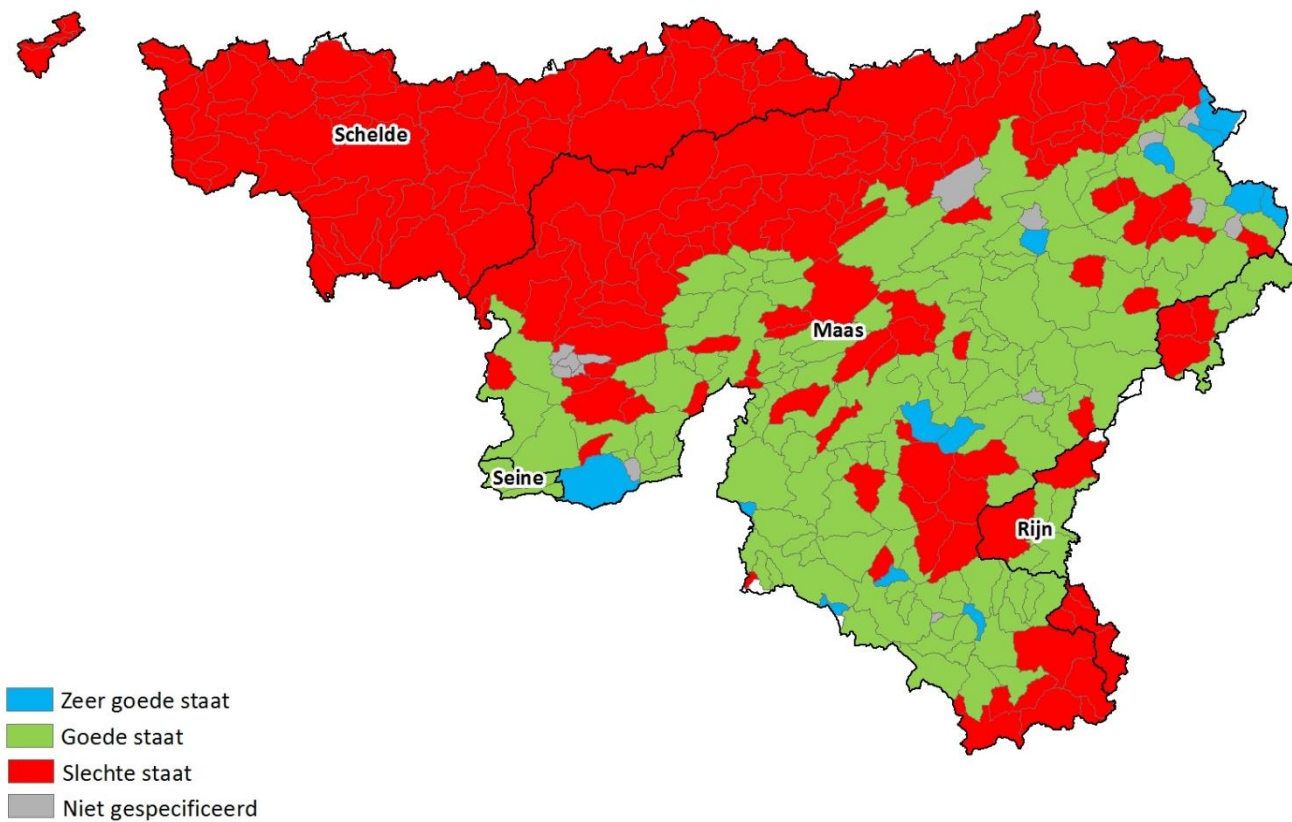 Schelde
Maas
Seine
Rijn
Zeer goede staat
Goede staat
Slechte staat
Niet gespecificeerd